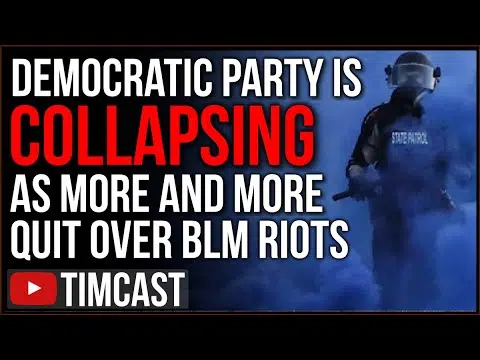 DEMOCRATIC PARTY IS
COLLAPSING
AS MORE AND MORE
QUIT OVER BLM RIOTS
TIMCAST
STATE PATROL